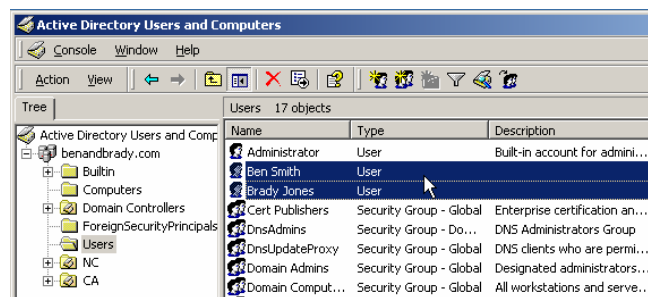 Active Directory Users and Computers
Console Window Help
Action View
Tree
Users 17 objects
Active Directory Users and Comp
benandbrady.com
Builtin
Computers
Domain Controllers
ForeignSecurityPrincipals
Users
NC
CA
Name Type Description
Administrator User Built-in account for admini...
Ben Smith User
Brady Jones User
Cert Publishers Security Group - Global Enterprise certification an...
DnsAdmins Security Group - Do... DNS Administrators Group
DnsUpdateProxy Security Group - Global DNS clients who are permi...
Domain Admins Security Group - Global Designated administrators...
Domain Comput... Security Group - Global All workstations and serve...